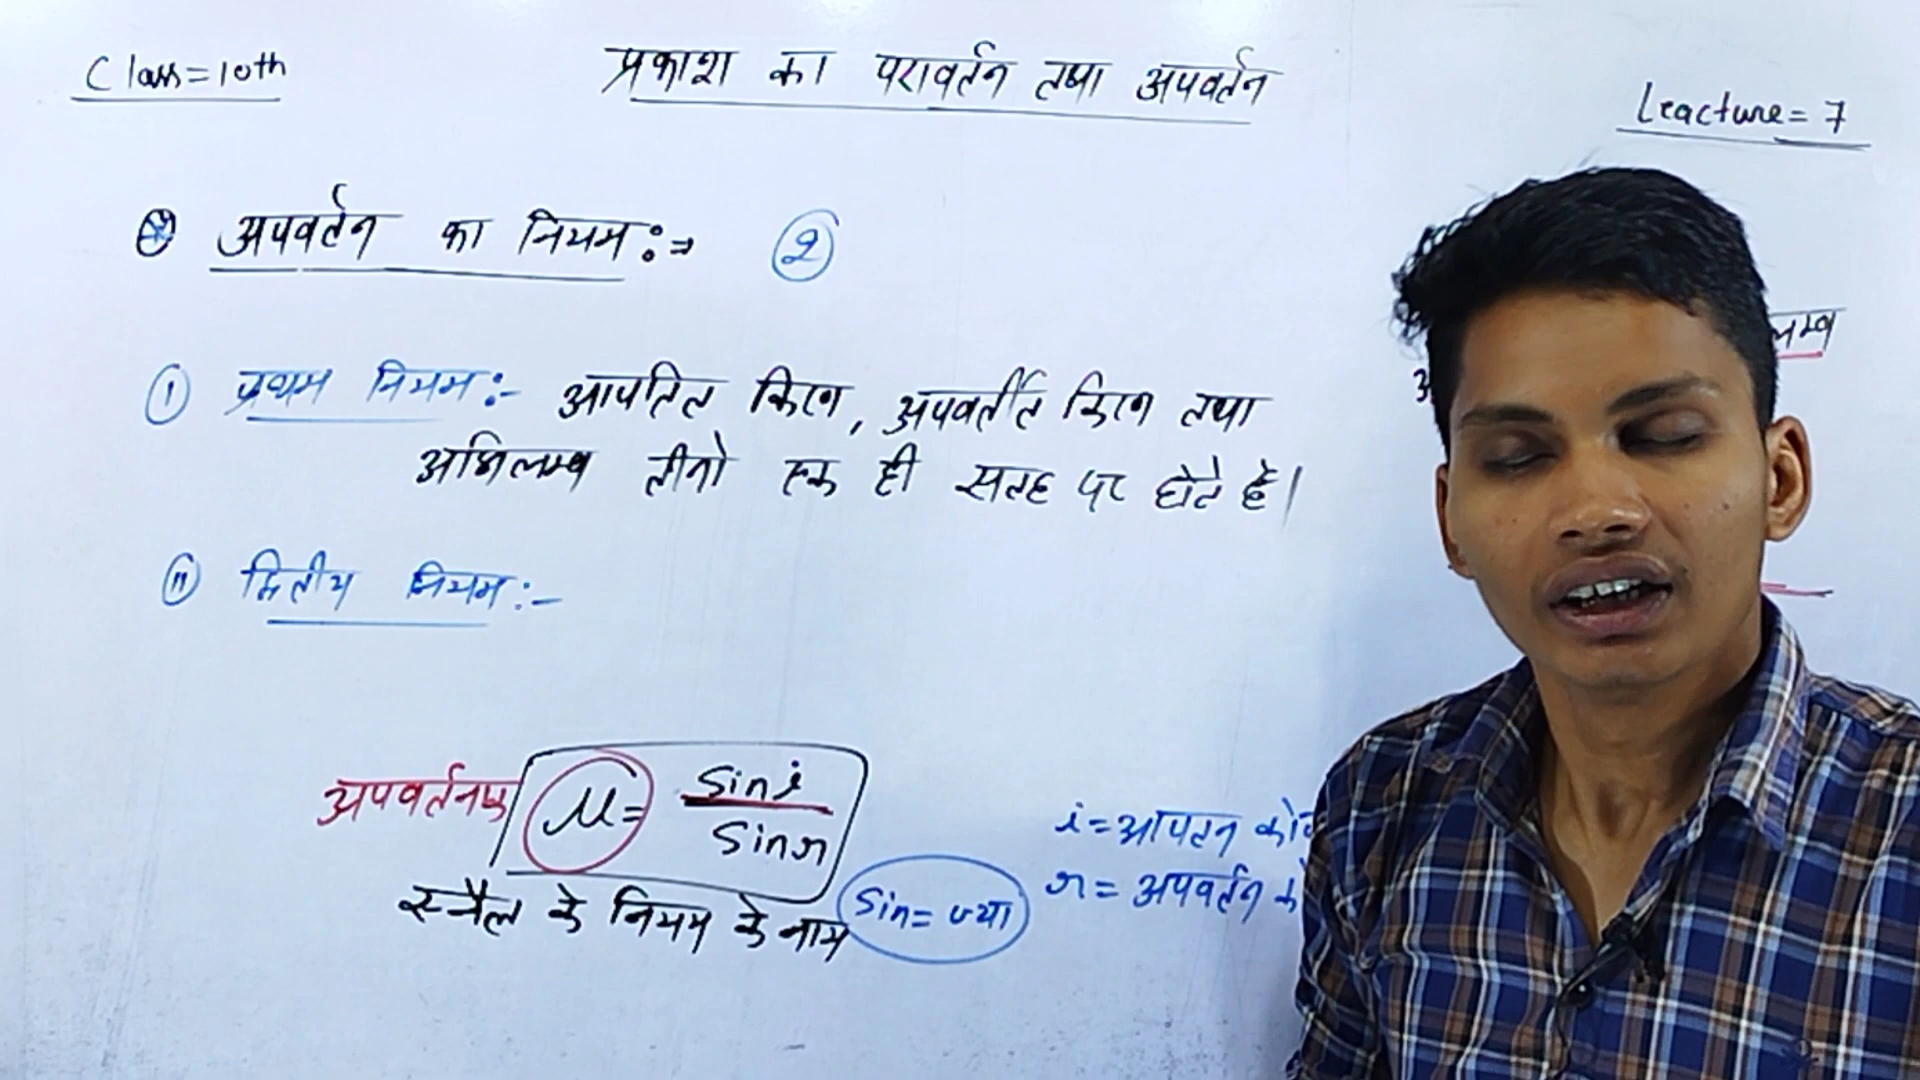 Class=10th
प्रकाश का परावर्तन तथा अपवर्तन
Leacture= 7
अपवर्तन का नियम:⇒ 2
i प्रथम नियम:- आपतित किरण, अपवर्तीत किरण तथा
अभिलम्ब तीनो एक ही सतह पर होते है।
ii द्वितीय नियम:-
अपवर्तनांक
μ= Sin i
Sin r
स्नैल के नियम के नाम
Sin= ज्या
i=आपतन
r= अपवर्तन